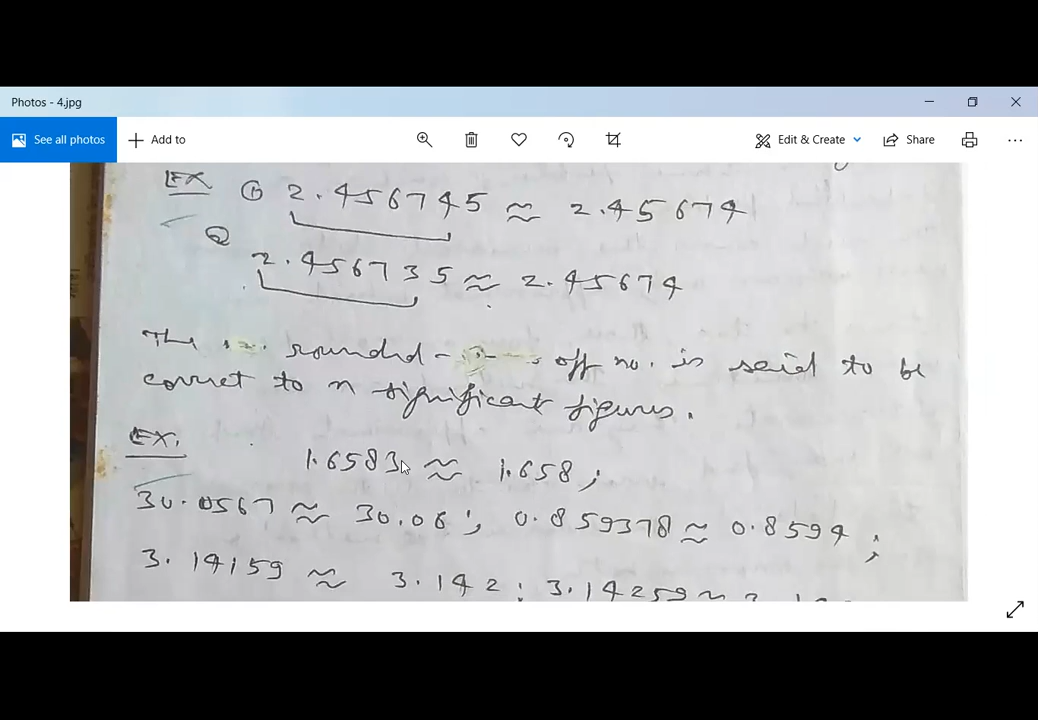 Photos - 4.jpg
See all photos
Add to
Edit & Create
Share
EX ① 2.456745 ≈ 2.45674
② 2.456735 ≈ 2.45674
The rounded - off no. is said to be
correct to n significant figures.
EX.
1.6583 ≈ 1.658;
30.0567 ≈ 30.06; 0.859378 ≈ 0.8594;
3.14159 ≈ 3.142; 3.14259 ≈